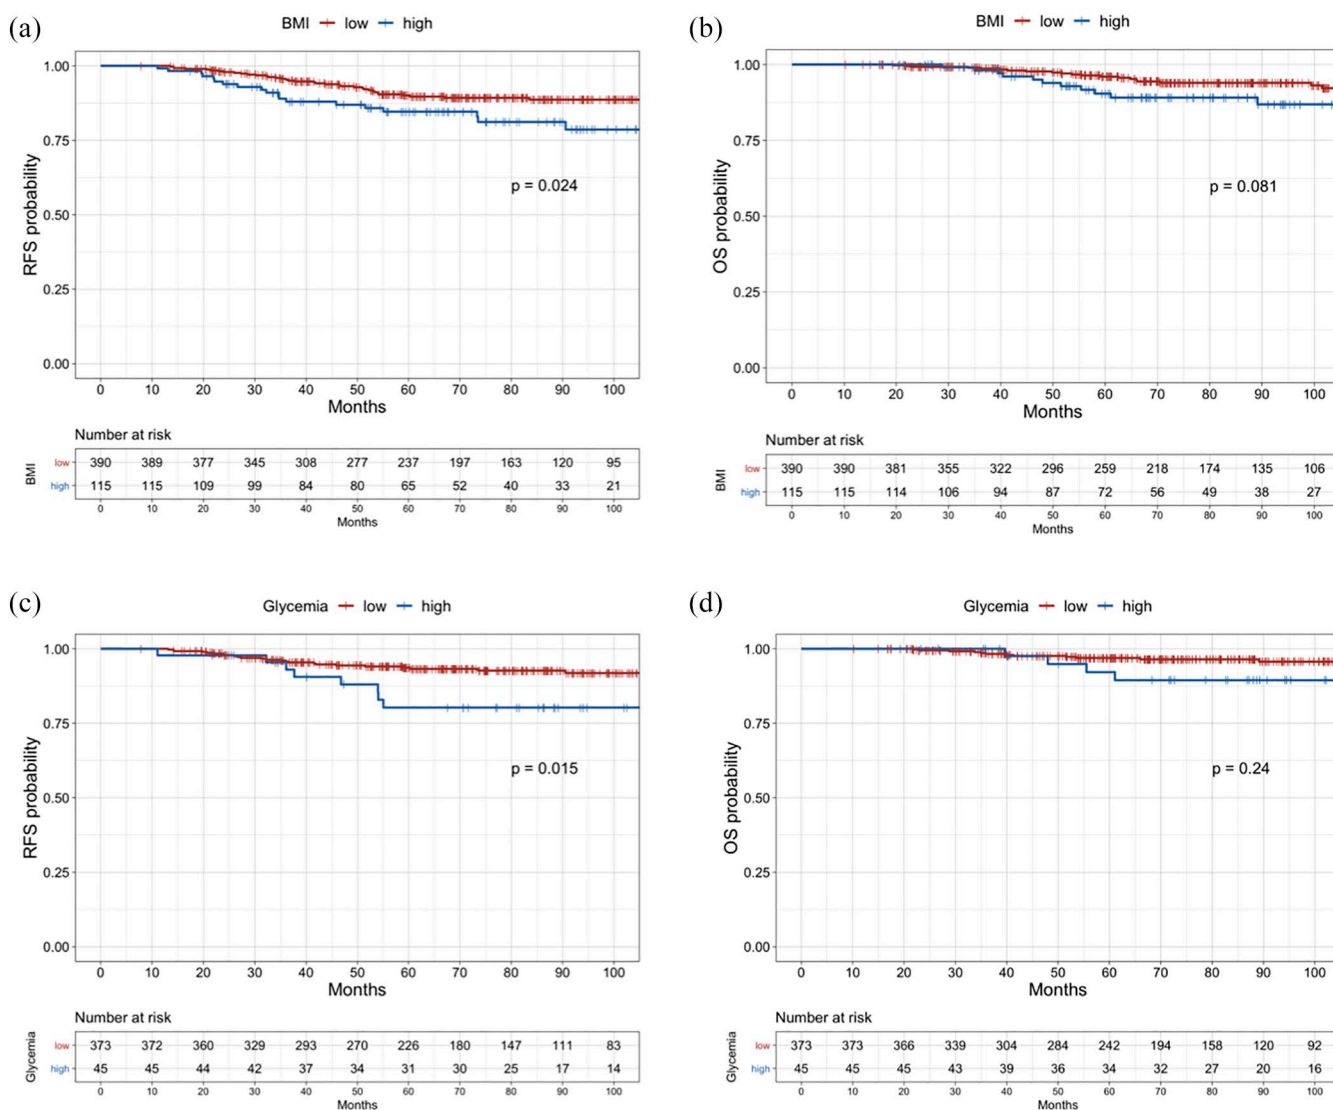 (a)
BMI low high
1.00
0.75
0.50
0.25
0.00
RFS probability
p = 0.024
0 10 20 30 40 50 60 70 80 90 100
Months
Number at risk
BMI
low 390 389 377 345 308 277 237 197 163 120 95
high 115 115 109 99 84 80 65 52 40 33 21
0 10 20 30 40 50 60 70 80 90 100
Months
(b)
BMI low high
1.00
0.75
0.50
0.25
0.00
OS probability
p = 0.081
0 10 20 30 40 50 60 70 80 90 100
Months
Number at risk
BMI
low 390 390 381 355 322 296 259 218 174 135 106
high 115 115 114 106 94 87 72 56 49 38 27
0 10 20 30 40 50 60 70 80 90 100
Months
(c)
Glycemia low high
1.00
0.75
0.50
0.25
0.00
RFS probability
p = 0.015
0 10 20 30 40 50 60 70 80 90 100
Months
Number at risk
Glycemia
low 373 372 360 329 293 270 226 180 147 111 83
high 45 45 44 42 37 34 31 30 25 17 14
0 10 20 30 40 50 60 70 80 90 100
Months
(d)
Glycemia low high
1.00
0.75
0.50
0.25
0.00
OS probability
p = 0.24
0 10 20 30 40 50 60 70 80 90 100
Months
Number at risk
Glycemia
low 373 373 366 339 304 284 242 194 158 120 92
high 45 45 45 43 39 36 34 32 27 20 16
0 10 20 30 40 50 60 70 80 90 100
Months